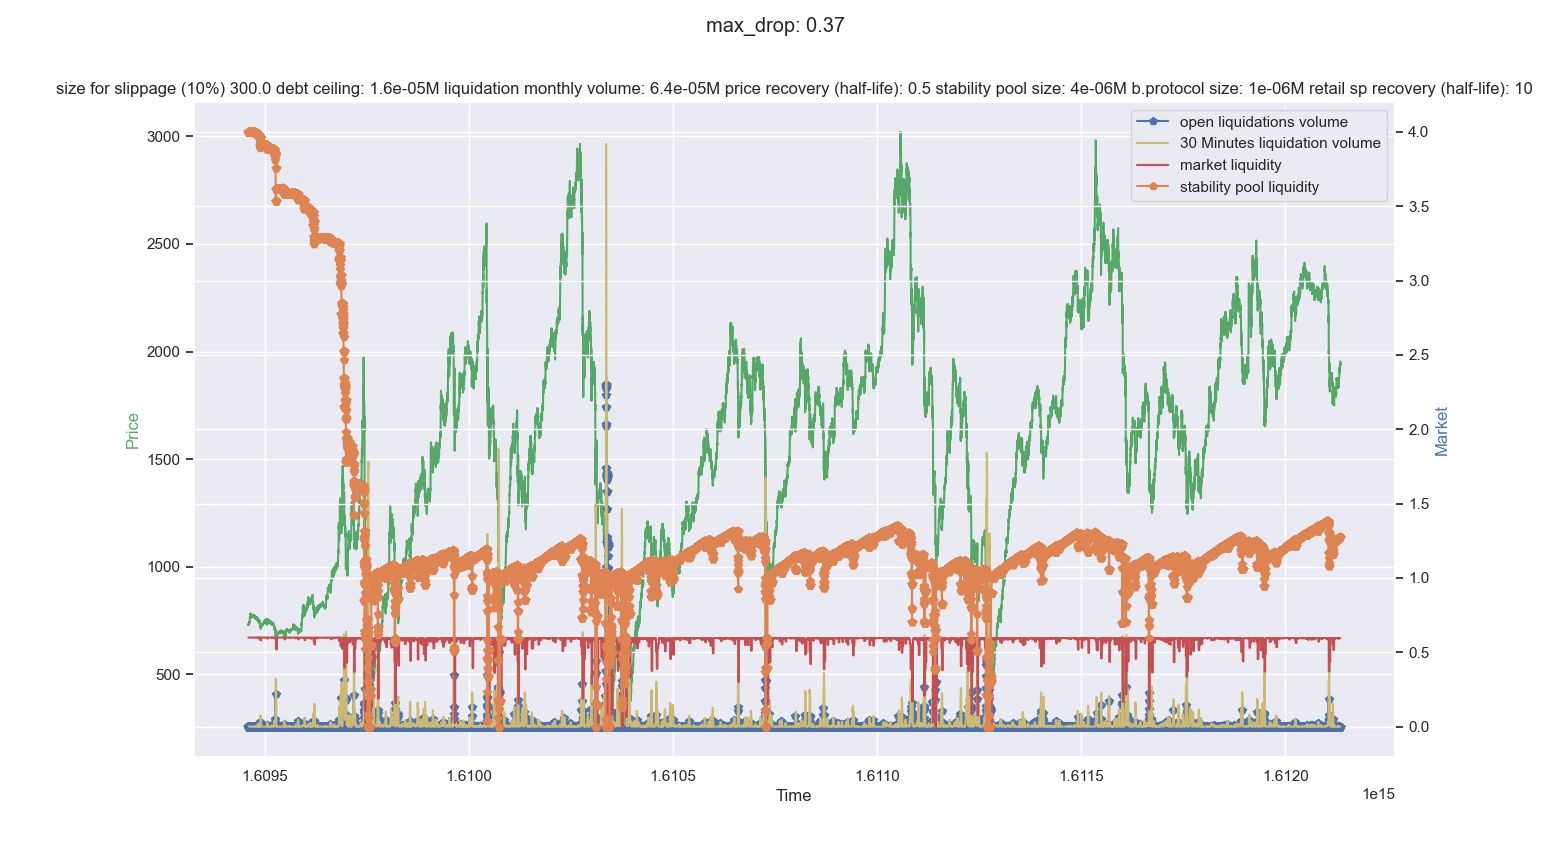 max_drop: 0.37
size for slippage (10%) 300.0 debt ceiling: 1.6e-05M liquidation monthly volume: 6.4e-05M price recovery (half-life): 0.5 stability pool size: 4e-06M b.protocol size: 1e-06M retail sp recovery (half-life): 10
open liquidations volume
30 Minutes liquidation volume
market liquidity
stability pool liquidity
3000
2500
2000
1500
1000
500
Price
4.0
3.5
3.0
2.5
2.0
1.5
1.0
0.5
0.0
Market
1.6095 1.6100 1.6105 1.6110 1.6115 1.6120
1e15
Time